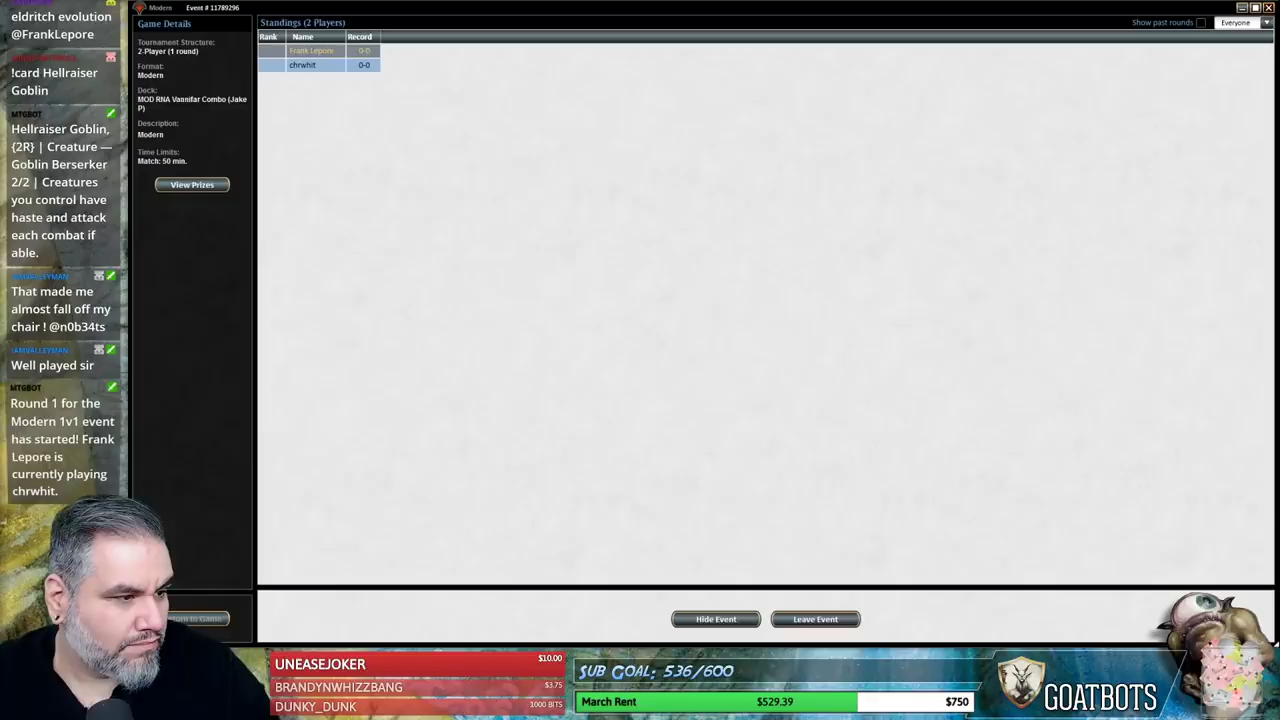 eldritch evolution
@FrankLepore
!card Hellraiser
Goblin
MTGBOT
Hellraiser Goblin,
{2R} | Creature —
Goblin Berserker
2/2 | Creatures
you control have
haste and attack
each combat if
able.
IAMVALLEYMAN
That made me
almost fall off my
chair ! @n0b34ts
IAMVALLEYMAN
Well played sir
MTGBOT
Round 1 for the
Modern 1v1 event
has started! Frank
Lepore is
currently playing
chrwhit.
Modern
Event # 11789296
Game Details
Tournament Structure:
2-Player (1 round)
Format:
Modern
Deck:
MOD RNA Vannifar Combo (Jake
P)
Description:
Modern
Time Limits:
Match: 50 min.
View Prizes
Standings (2 Players)
Show past rounds
Everyone
Rank Name Record
Frank Lepore 0-0
chrwhit 0-0
to Game
Hide Event
Leave Event
UNEASEJOKER $10.00
BRANDYNWHIZZBANG $3.75
DUNKY_DUNK 1000 BITS
SUB GOAL: 536/600
March Rent $529.39 $750
GOATBOTS